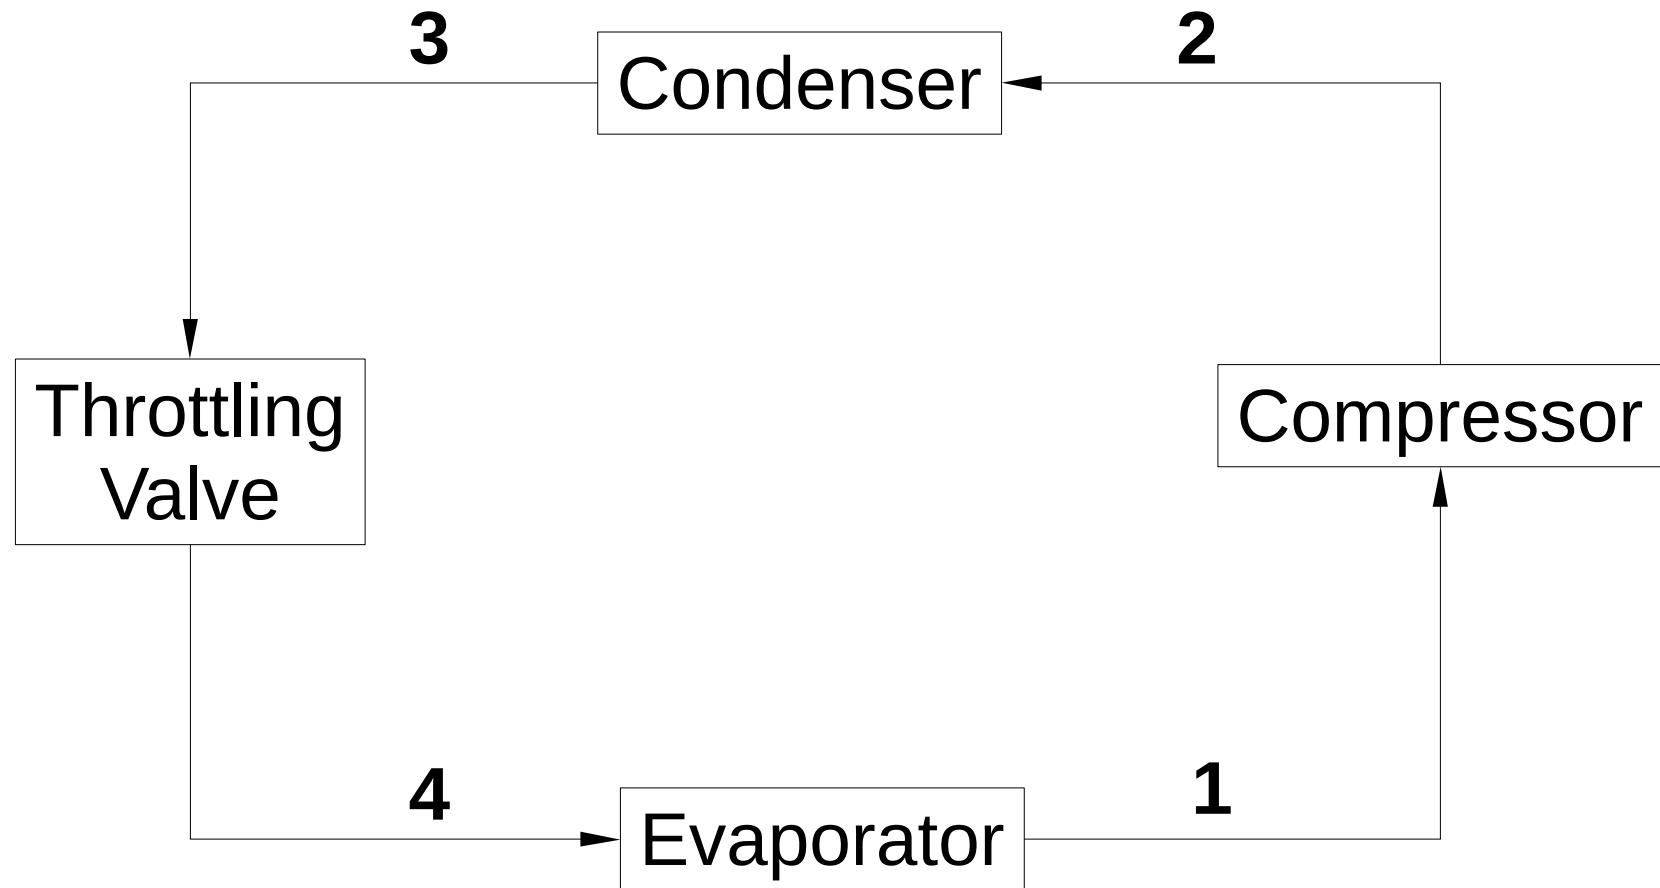 3
2
Condenser
Throttling
Valve
Compressor
4
1
Evaporator